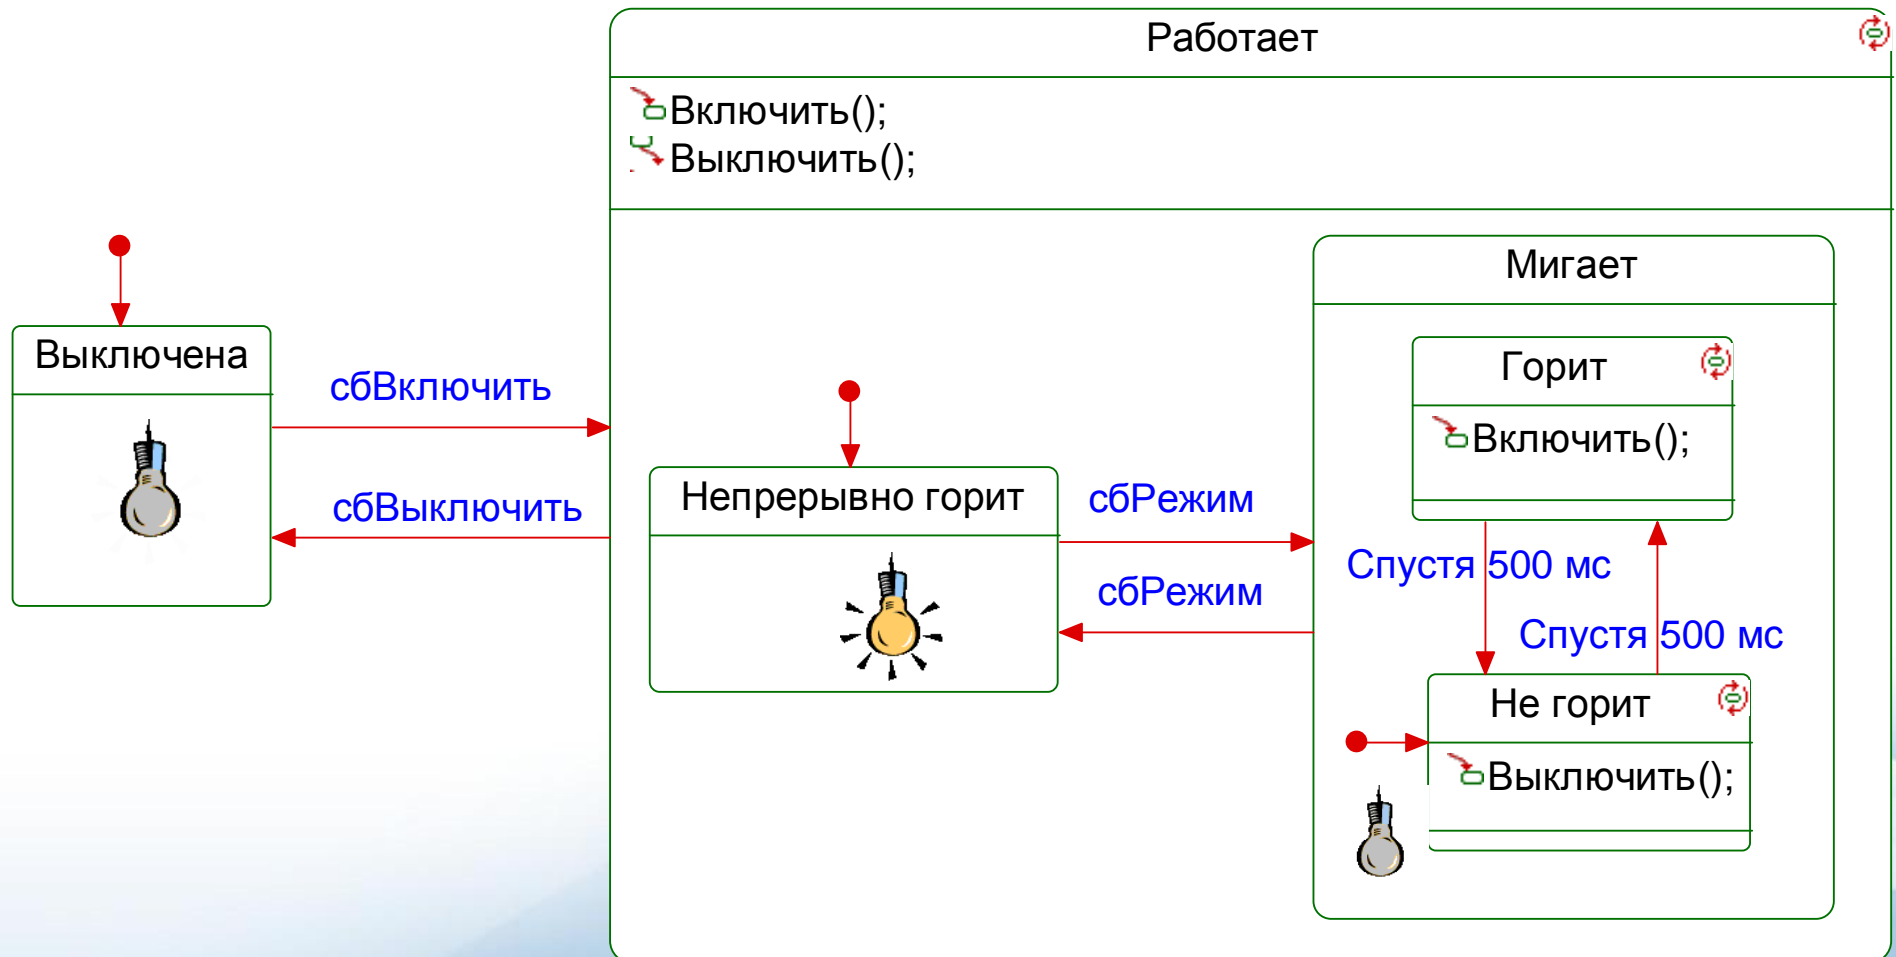 Работает
Включить();
Выключить();
Мигает
Выключена
сбВключить
Горит
Включить();
Непрерывно горит
сбРежим
сбВыключить
Спустя 500 мс
сбРежим
Спустя 500 мс
Не горит
Выключить();